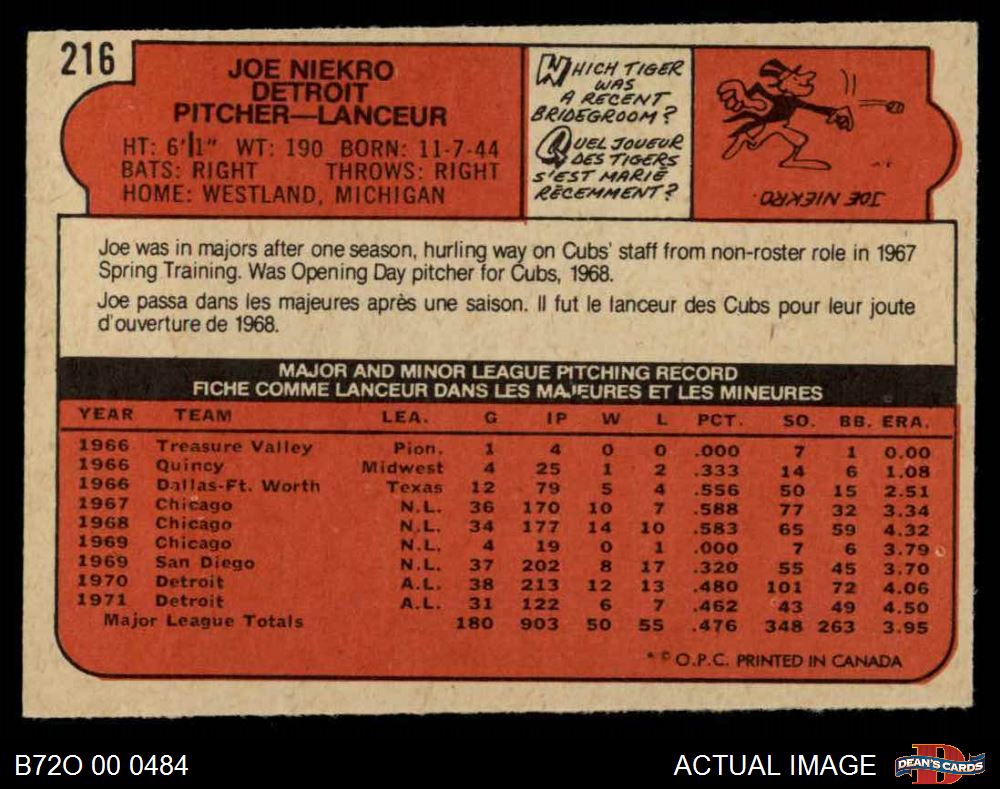 216
JOE NIEKRO
DETROIT
PITCHER—LANCEUR
HT: 6'1" WT: 190 BORN: 11-7-44
BATS: RIGHT THROWS: RIGHT
HOME: WESTLAND, MICHIGAN
WHICH TIGER
WAS
A RECENT
BRIDEGROOM?
QUEL JOUEUR
DES TIGERS
S'EST MARIÉ
RÉCEMMENT?
JOE NIEKRO.
Joe was in majors after one season, hurling way on Cubs' staff from non-roster role in 1967
Spring Training. Was Opening Day pitcher for Cubs, 1968.
Joe passa dans les majeures après une saison. Il fut le lanceur des Cubs pour leur joute
d'ouverture de 1968.
MAJOR AND MINOR LEAGUE PITCHING RECORD
FICHE COMME LANCEUR DANS LES MAJEURES ET LES MINEURES
YEAR TEAM LEA. G IP W L PCT. SO. BB. ERA.
1966 Treasure Valley Pion. 1 4 0 0 .000 7 1 0.00
1966 Quincy Midwest 4 25 1 2 .333 14 6 1.08
1966 Dallas-Ft. Worth Texas 12 79 5 4 .556 50 15 2.51
1967 Chicago N.L. 36 170 10 7 .588 77 32 3.34
1968 Chicago N.L. 34 177 14 10 .583 65 59 4.32
1969 Chicago N.L. 4 19 0 1 .000 7 6 3.79
1969 San Diego N.L. 37 202 8 17 .320 55 45 3.70
1970 Detroit A.L. 38 213 12 13 .480 101 72 4.06
1971 Detroit A.L. 31 122 6 7 .462 43 49 4.50
Major League Totals 180 903 50 55 .476 348 263 3.95
* © O.P.C. PRINTED IN CANADA
B72O 00 0484
ACTUAL IMAGE
DEAN'S CARDS